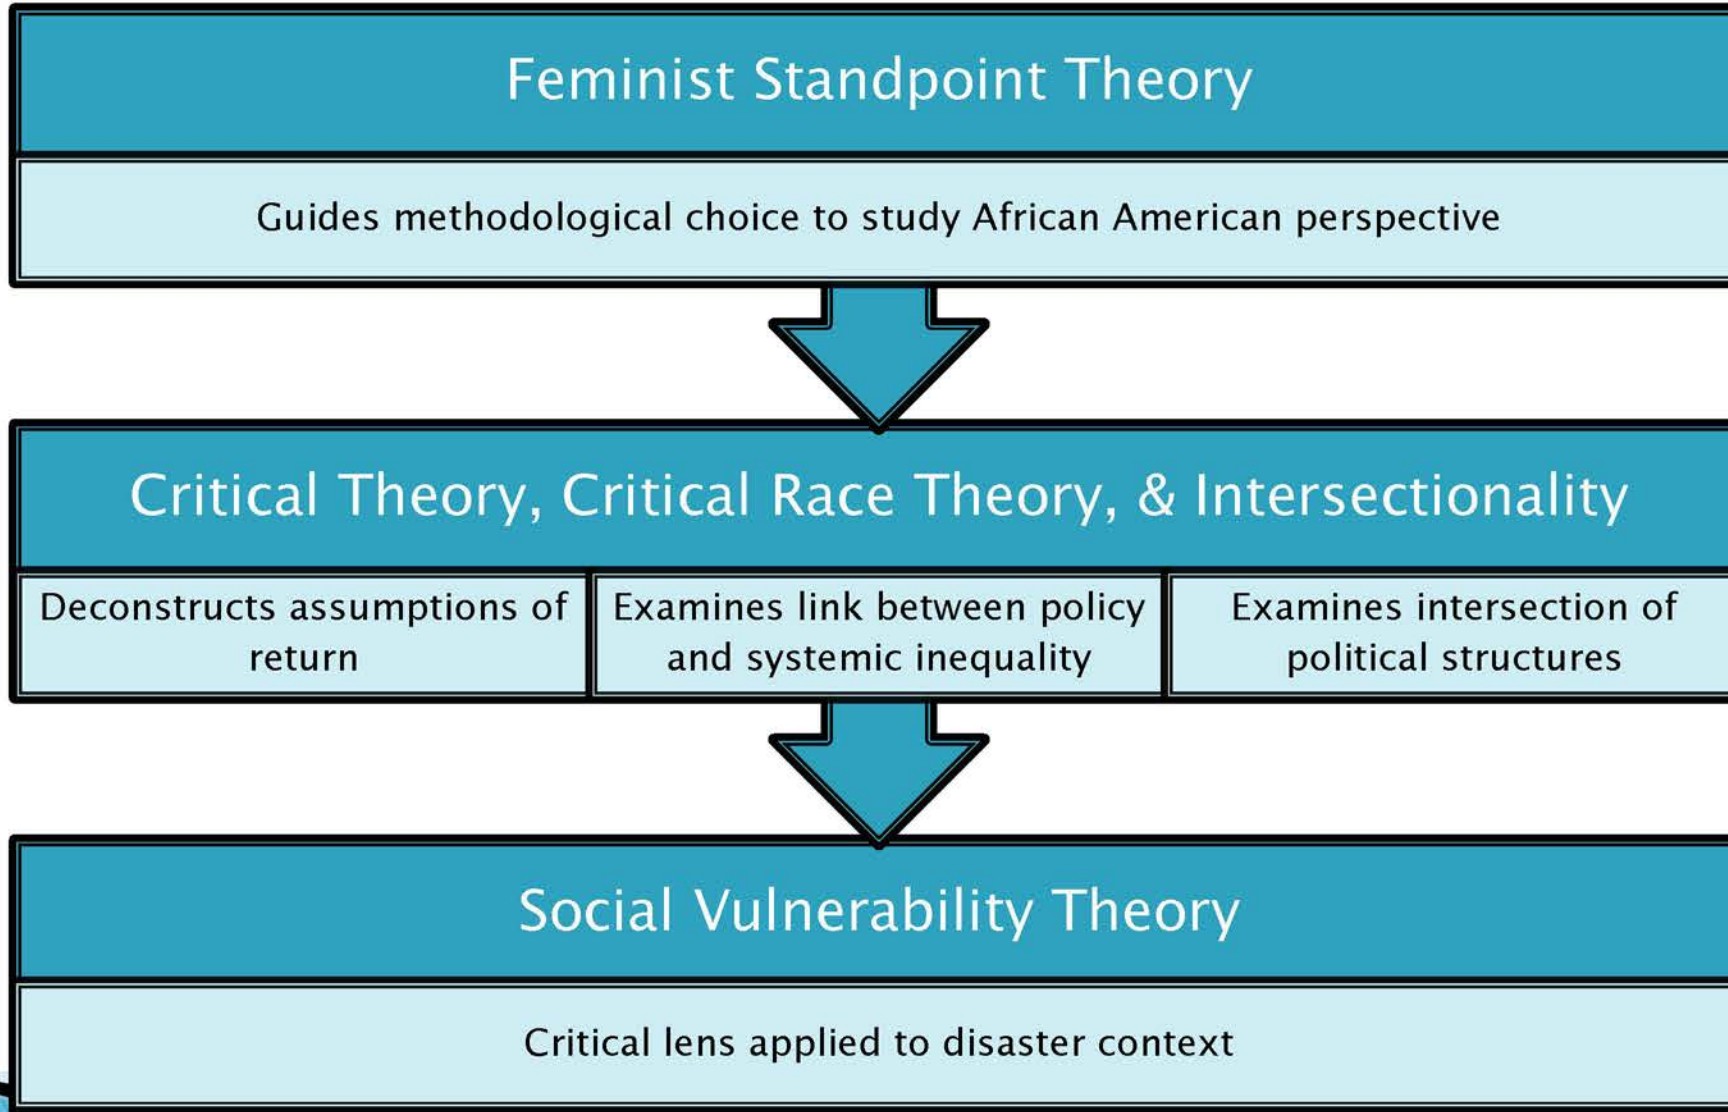 Feminist Standpoint Theory
Guides methodological choice to study African American perspective
Critical Theory, Critical Race Theory, & Intersectionality
Deconstructs assumptions of
return
Examines link between policy
and systemic inequality
Examines intersection of
political structures
Social Vulnerability Theory
Critical lens applied to disaster context